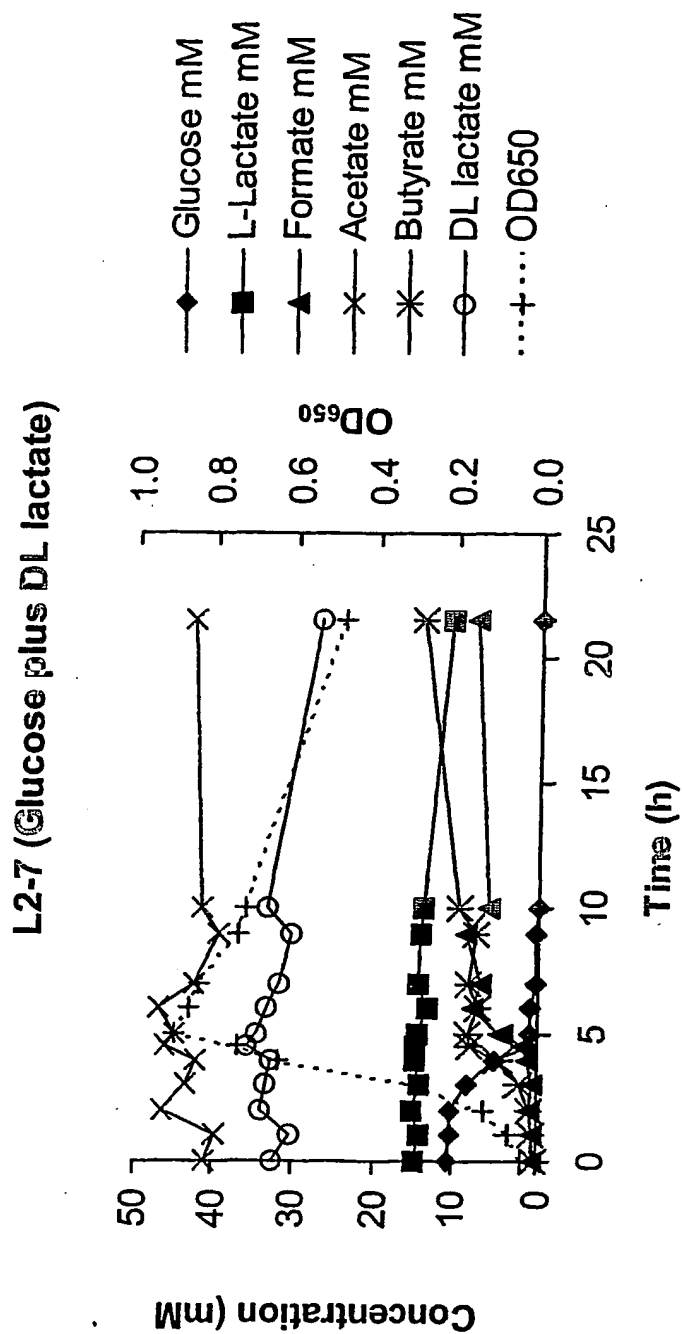 L2-7 (Glucose plus DL lactate)
Concentration (mM)
50
40
30
20
10
0
0
5
10
15
20
25
Time (h)
1.0
0.8
0.6
0.4
0.2
0.0
OD650
Glucose mM
L-Lactate mM
Formate mM
Acetate mM
Butyrate mM
DL lactate mM
OD650